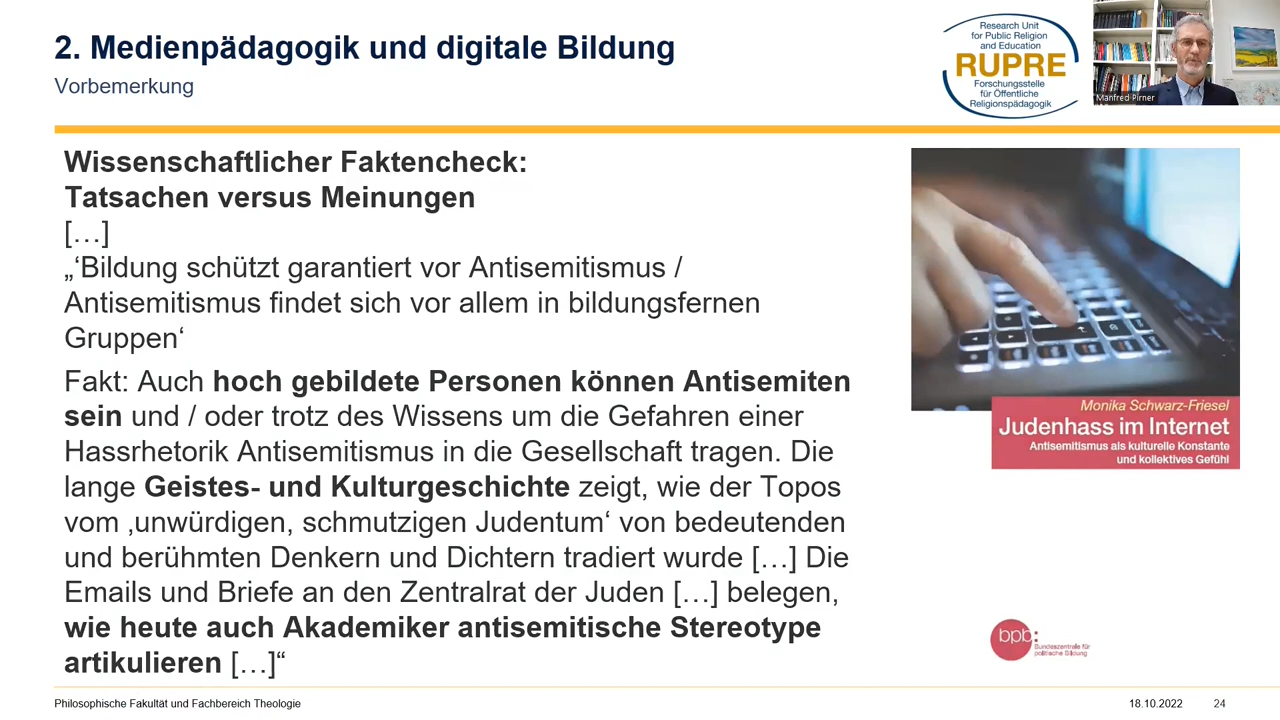 2. Medienpädagogik und digitale Bildung
Vorbemerkung
Research Unit
for Public Religion
and Education
RUPRE
Forschungsstelle
für Öffentliche
Religionspädagogik
Manfred Pirner
Wissenschaftlicher Faktencheck:
Tatsachen versus Meinungen
[…]
„‘Bildung schützt garantiert vor Antisemitismus /
Antisemitismus findet sich vor allem in bildungsfernen
Gruppen‘
Fakt: Auch hoch gebildete Personen können Antisemiten
sein und / oder trotz des Wissens um die Gefahren einer
Hassrhetorik Antisemitismus in die Gesellschaft tragen. Die
lange Geistes- und Kulturgeschichte zeigt, wie der Topos
vom ‚unwürdigen, schmutzigen Judentum‘ von bedeutenden
und berühmten Denkern und Dichtern tradiert wurde […] Die
Emails und Briefe an den Zentralrat der Juden […] belegen,
wie heute auch Akademiker antisemitische Stereotype
artikulieren […]“
Monika Schwarz-Friesel
Judenhass im Internet
Antisemitismus als kulturelle Konstante
und kollektives Gefühl
bpb:
Bundeszentrale für
politische Bildung
Philosophische Fakultät und Fachbereich Theologie
18.10.2022
24